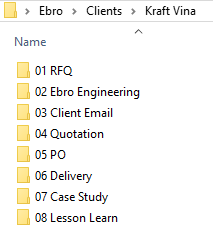 Ebro > Clients > Kraft Vina
Name
01 RFQ
02 Ebro Engineering
03 Client Email
04 Quotation
05 PO
06 Delivery
07 Case Study
08 Lesson Learn